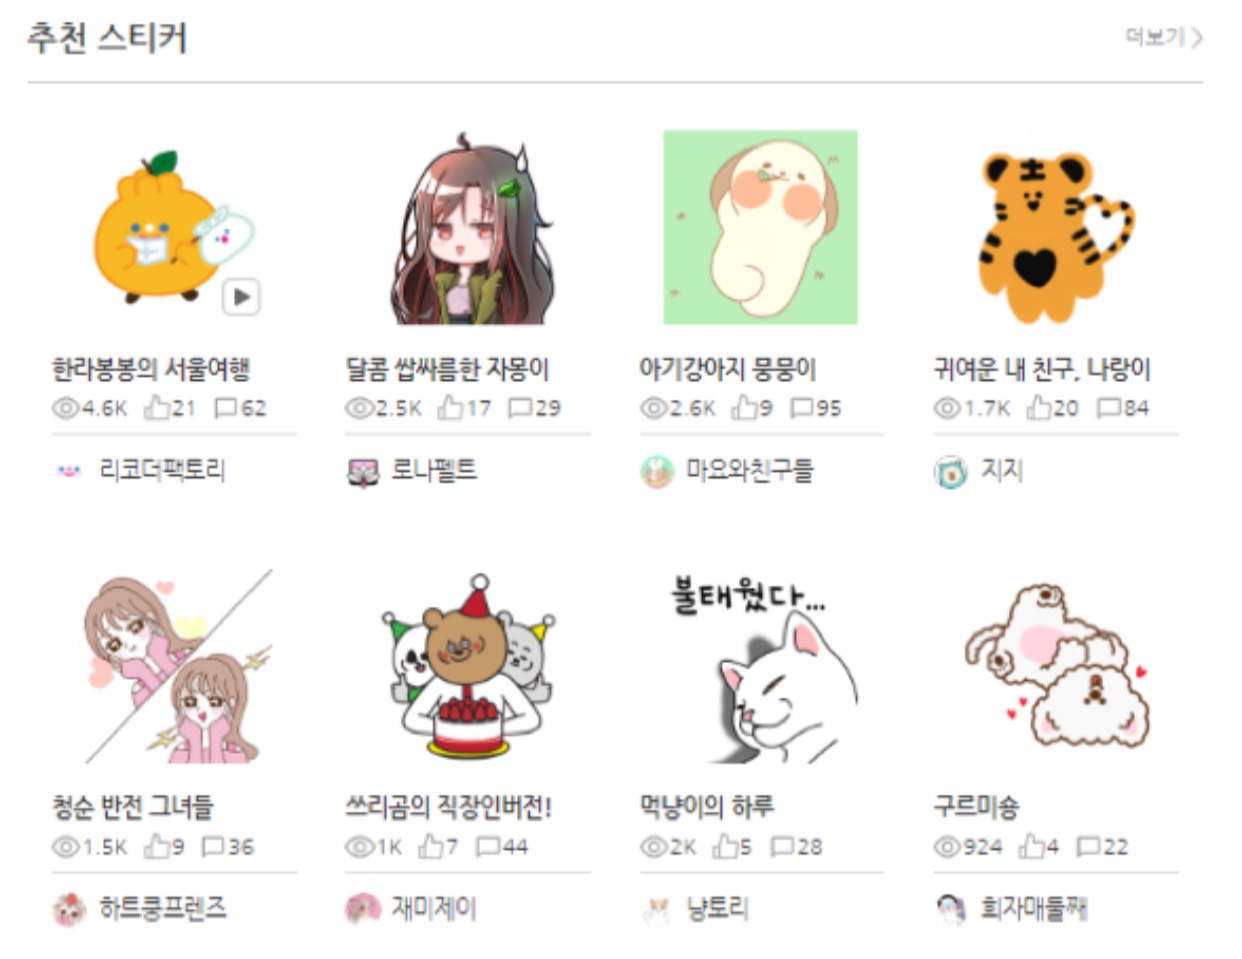 추천 스티커
더보기 >
한라봉봉의 서울여행
4.6K 21 62
리코더팩토리
달콤 쌉싸름한 자몽이
2.5K 17 29
로나펠트
아기강아지 뭉뭉이
2.6K 9 95
마요와친구들
귀여운 내 친구, 나랑이
1.7K 20 84
지지
청순 반전 그녀들
1.5K 9 36
하트쿵프렌즈
쓰리곰의 직장인버전!
1K 7 44
재미제이
불태웠다...
먹냥이의 하루
2K 5 28
냥토리
구르미송
924 4 22
희자매둘째